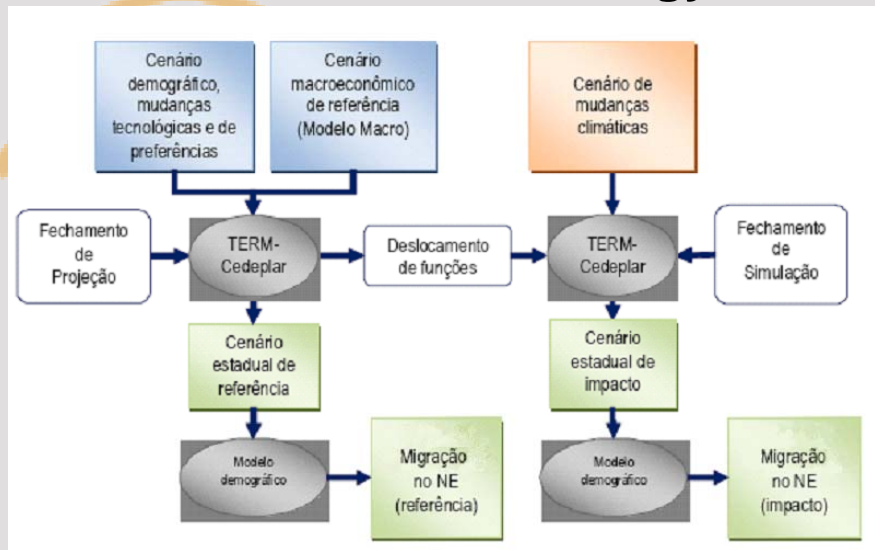 Cenário
demográfico,
mudanças
tecnológicas e de
preferências
Cenário
macroeconômico
de referência
(Modelo Macro)
Cenário de
mudanças
climáticas
Fechamento
de
Projeção
TERM-
Cedeplar
Deslocamento
de funções
TERM-
Cedeplar
Fechamento
de
Simulação
Cenário
estadual de
referência
Cenário
estadual de
impacto
Modelo
demográfico
Migração
no NE
(referência)
Modelo
demográfico
Migração
no NE
(impacto)